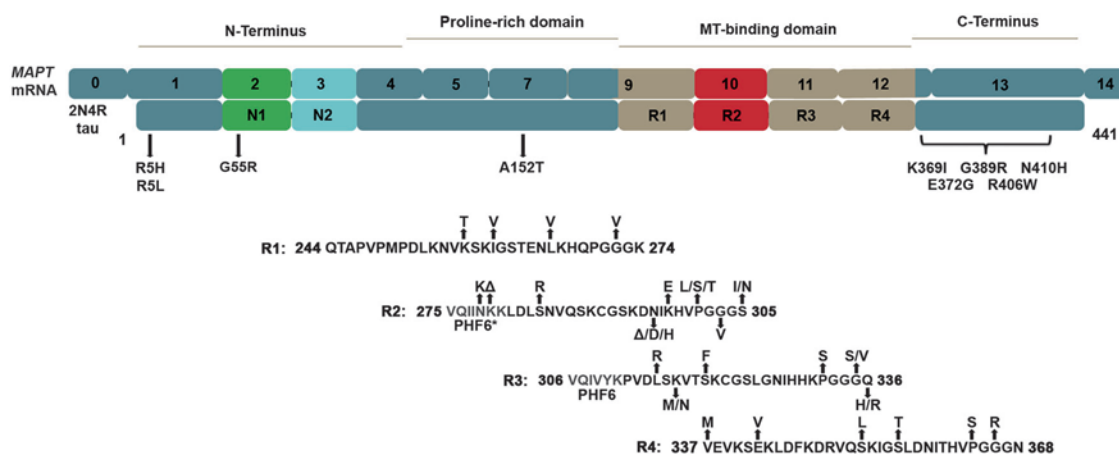 N-Terminus Proline-rich domain MT-binding domain C-Terminus
MAPT mRNA 0 1 2 3 4 5 7 9 10 11 12 13 14
2N4R tau 1 N1 N2 R1 R2 R3 R4 441
R5H G55R A152T K369I G389R N410H
R5L E372G R406W
T V V V
R1: 244 QTAPVPMPDLKNVKSKIGSTENLKHQPGGGK 274
KΔ R E L/S/T I/N
R2: 275 VQIINKKLDLSNVQSKCGSKDNIKHVPGGGS 305
PHF6* Δ/D/H V
R F S S/V
R3: 306 VQIVYKPVDLSKVTSKCGSLGNIHHKPGGGQ 336
PHF6 M/N H/R
M V L T S R
R4: 337 VEVKSEKLDFKDRVQSKIGSLDNITHVPGGGN 368